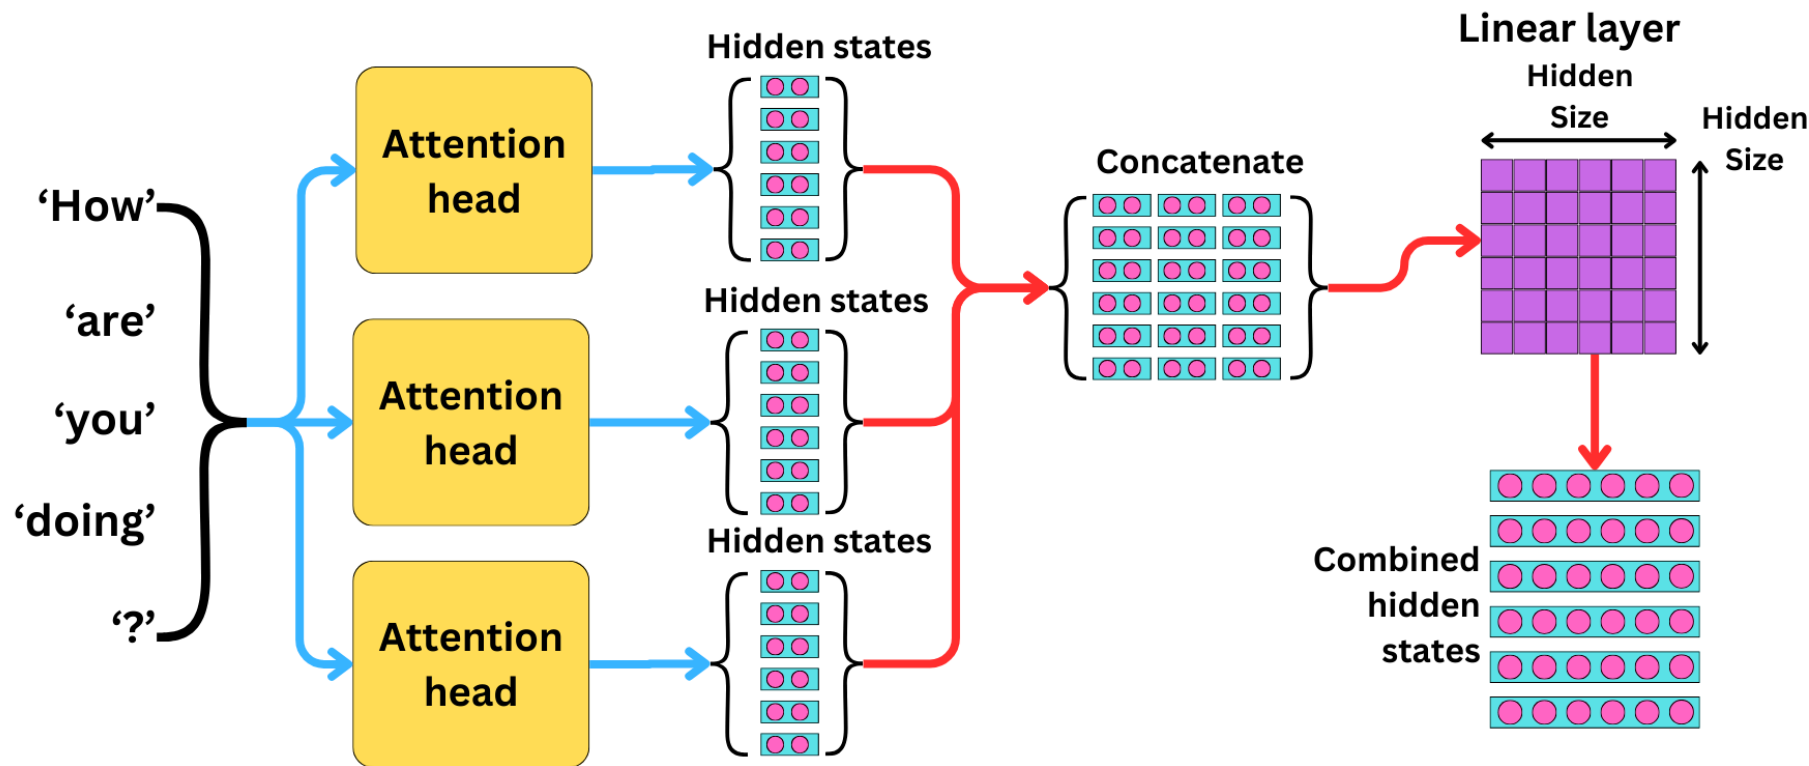 ‘How’
‘are’
‘you’
‘doing’
‘?’
Attention
head
Attention
head
Attention
head
Hidden states
Hidden states
Hidden states
Concatenate
Linear layer
Hidden
Size
Hidden
Size
Combined
hidden
states